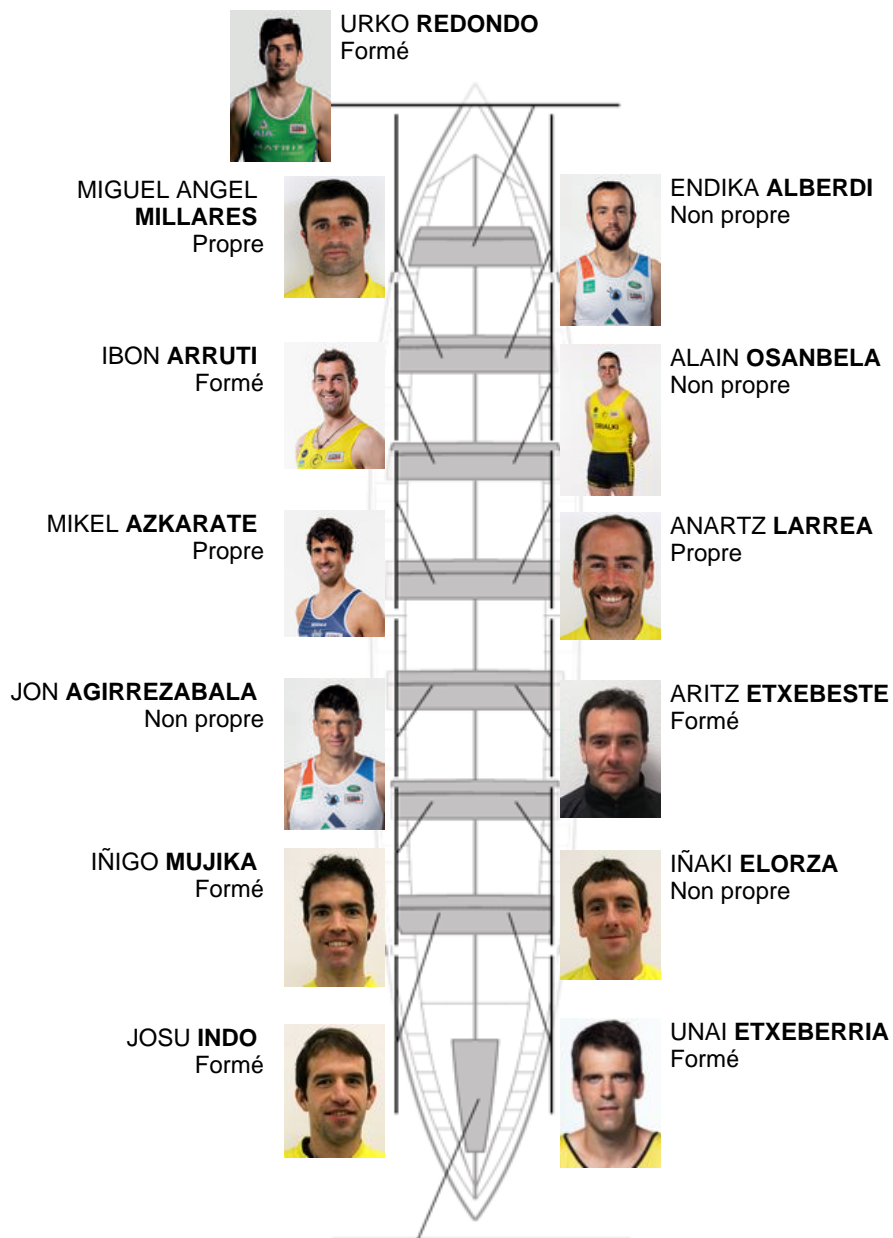 URKO REDONDO
Formé
MIGUEL ANGEL
MILLARES
Propre
ENDIKA ALBERDI
Non propre
IBON ARRUTI
Formé
ALAIN OSANBELA
Non propre
MIKEL AZKARATE
Propre
ANARTZ LARREA
Propre
JON AGIRREZABALA
Non propre
ARITZ ETXEBESTE
Formé
IÑIGO MUJIKA
Formé
IÑAKI ELORZA
Non propre
JOSU INDO
Formé
UNAI ETXEBERRIA
Formé